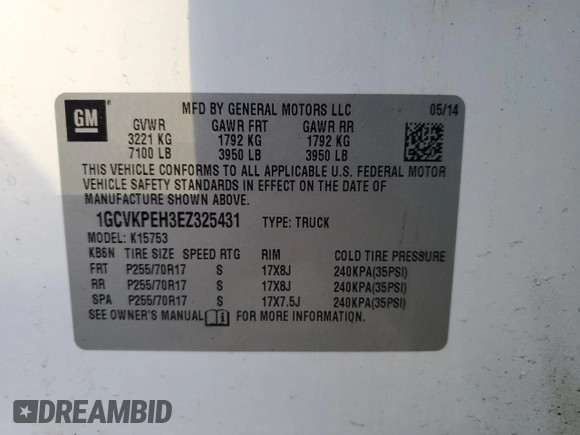 GM
MFD BY GENERAL MOTORS LLC 05/14
GVWR GAWR FRT GAWR RR
3221 KG 1792 KG 1792 KG
7100 LB 3950 LB 3950 LB
THIS VEHICLE CONFORMS TO ALL APPLICABLE U.S. FEDERAL MOTOR
VEHICLE SAFETY STANDARDS IN EFFECT ON THE DATE OF
MANUFACTURE SHOWN ABOVE.
1GCVKPEH3EZ325431 TYPE: TRUCK
MODEL: K15753
KB6N TIRE SIZE SPEED RTG RIM COLD TIRE PRESSURE
FRT P255/70R17 S 17X8J 240KPA(35PSI)
RR P255/70R17 S 17X8J 240KPA(35PSI)
SPA P255/70R17 S 17X7.5J 240KPA(35PSI)
SEE OWNER'S MANUAL FOR MORE INFORMATION.
DREAMBID